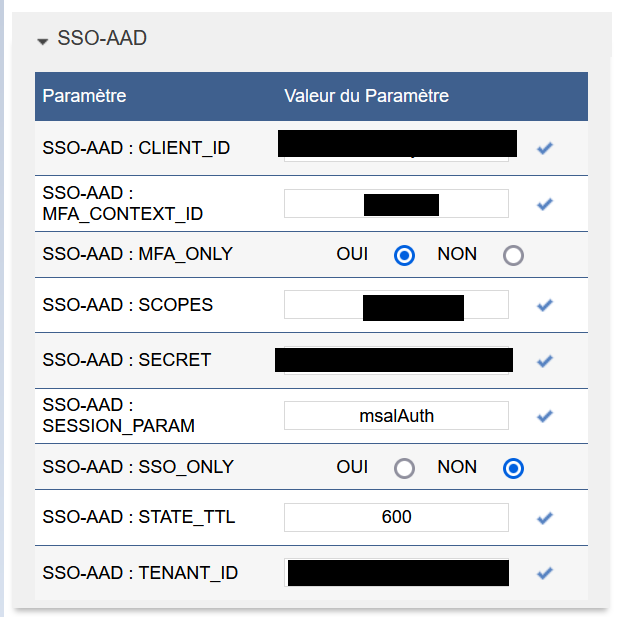 SSO-AAD
Paramètre Valeur du Paramètre
SSO-AAD : CLIENT_ID
SSO-AAD :
MFA_CONTEXT_ID
SSO-AAD : MFA_ONLY OUI NON
SSO-AAD : SCOPES
SSO-AAD : SECRET
SSO-AAD :
SESSION_PARAM msalAuth
SSO-AAD : SSO_ONLY OUI NON
SSO-AAD : STATE_TTL 600
SSO-AAD : TENANT_ID